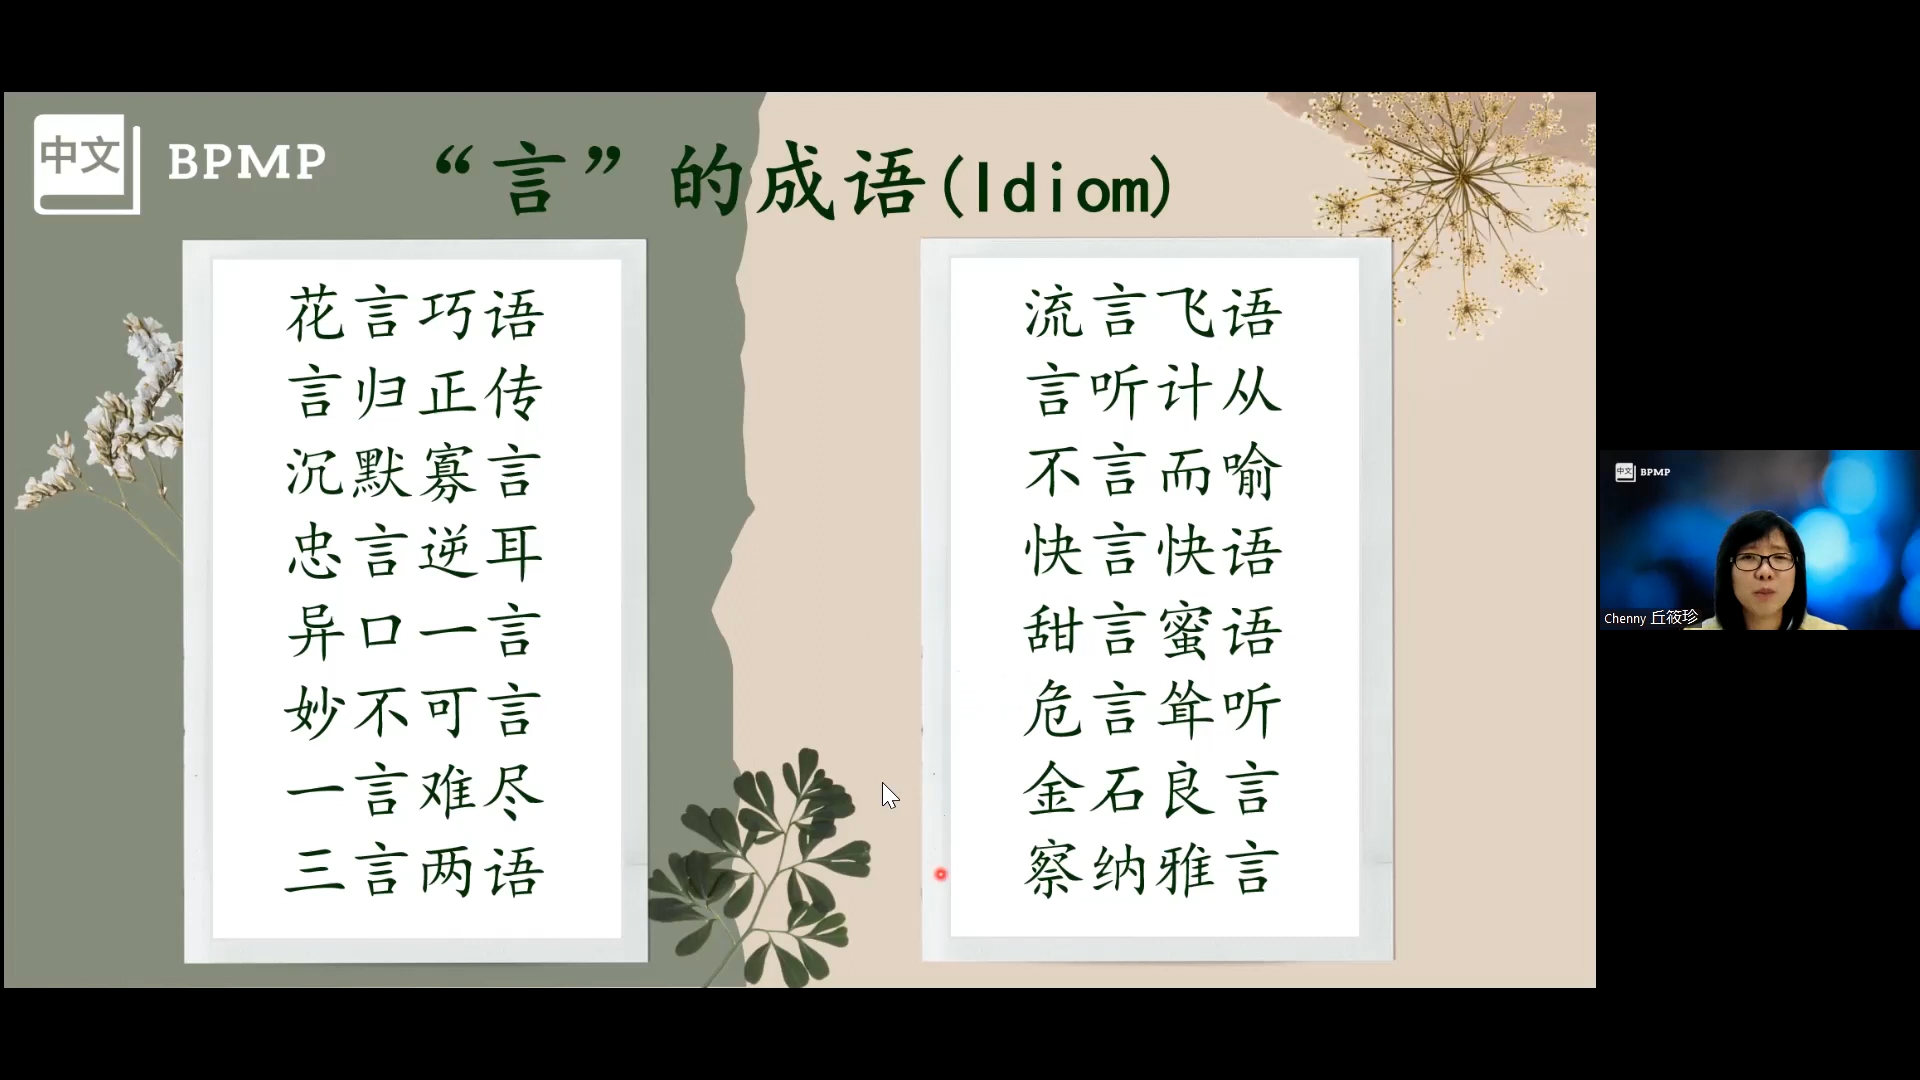 中文 BPMP
“言”的成语(Idiom)
花言巧语
言归正传
沉默寡言
忠言逆耳
异口一言
妙不可言
一言难尽
三言两语
流言飞语
言听计从
不言而喻
快言快语
甜言蜜语
危言耸听
金石良言
察纳雅言
中文 BPMP
Chenny 丘筱珍